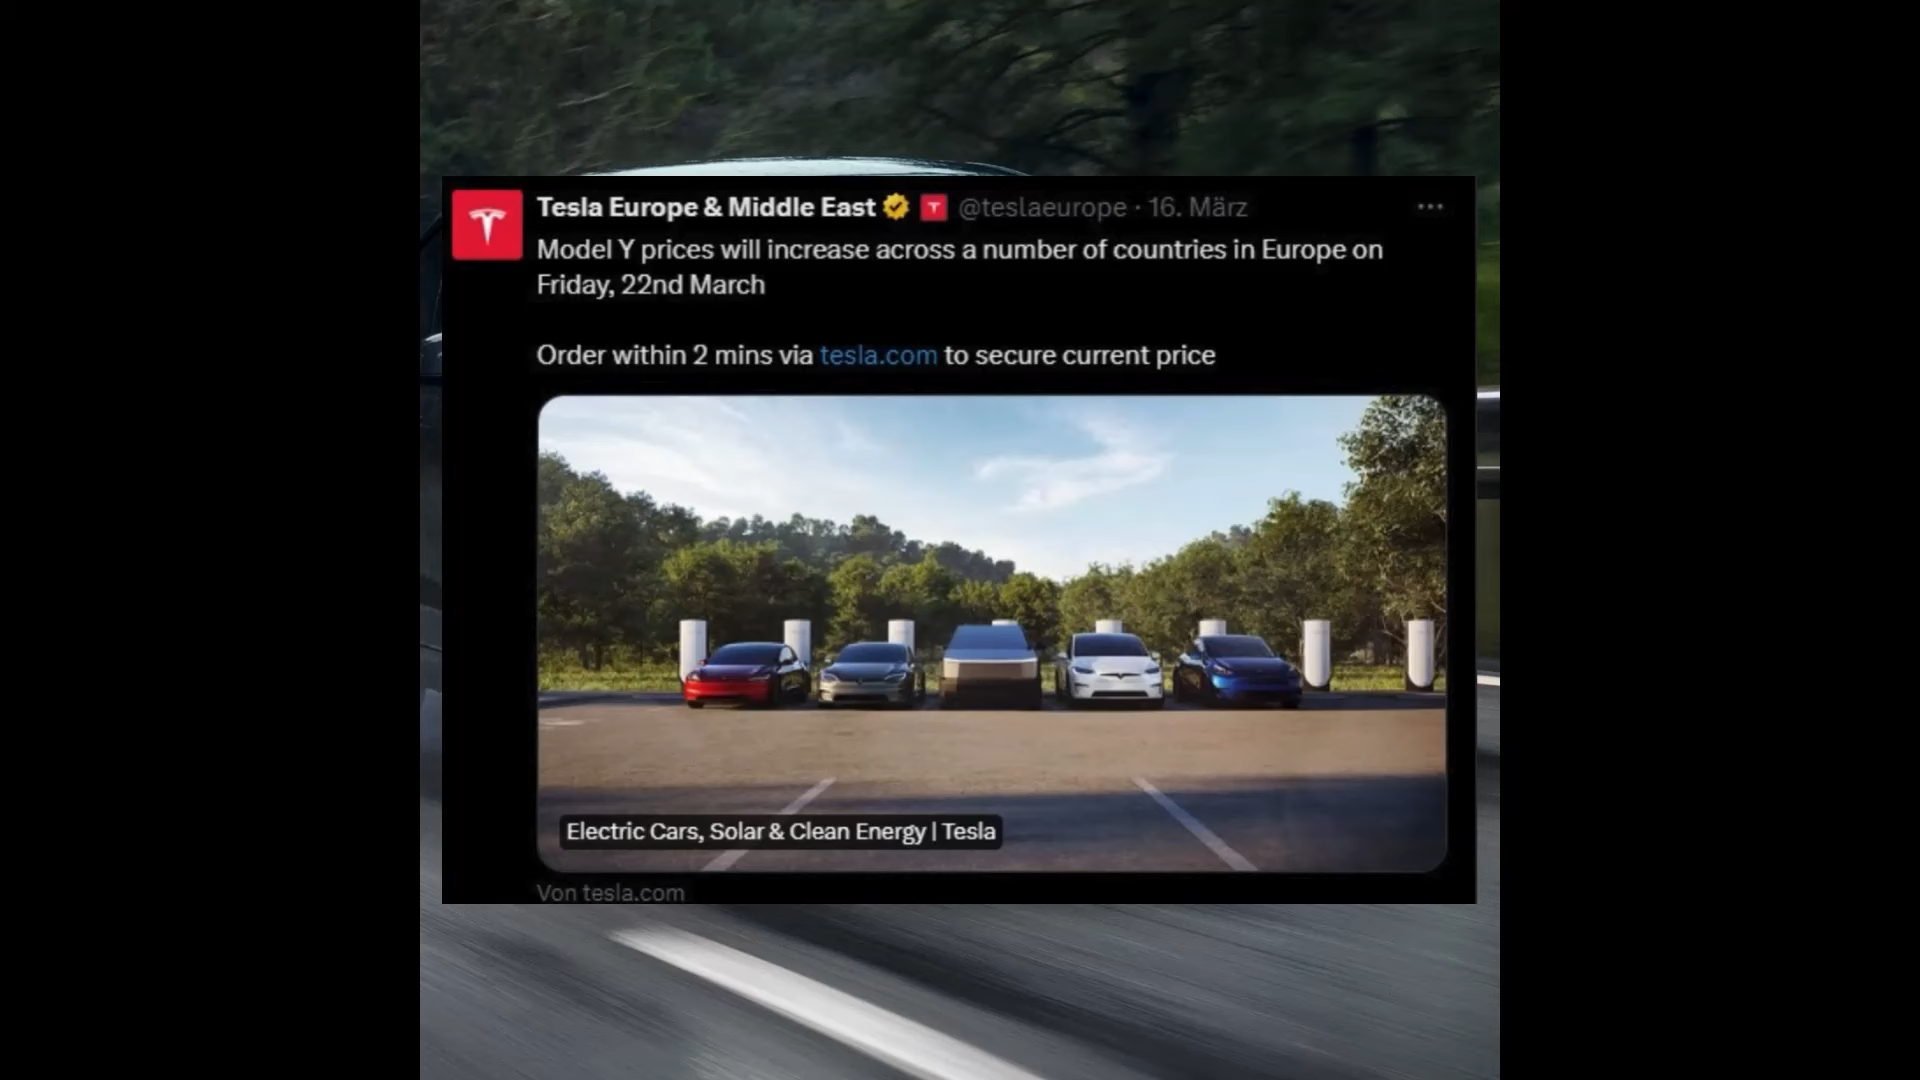 Tesla Europe & Middle East @teslaeurope · 16. März
Model Y prices will increase across a number of countries in Europe on
Friday, 22nd March
Order within 2 mins via tesla.com to secure current price
Electric Cars, Solar & Clean Energy | Tesla
Von tesla.com